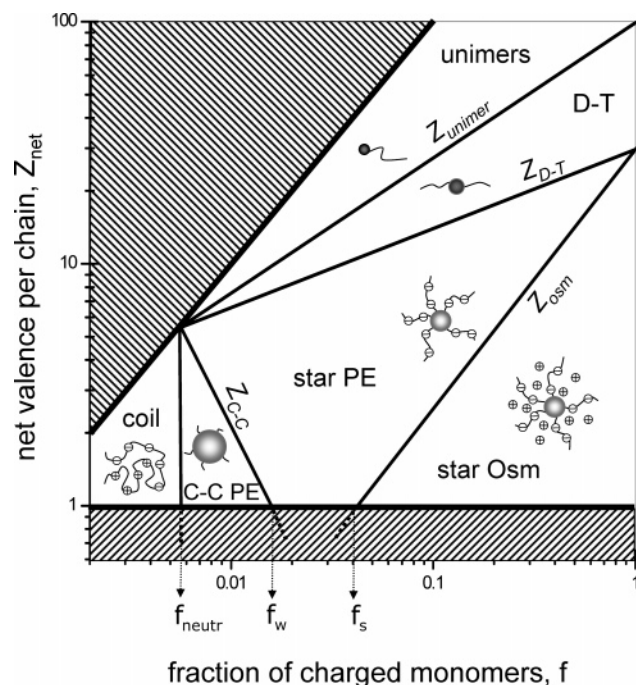 100
unimers
D-T
Z_unimer
Z_D-T
net valence per chain, Z_net
10
Z_osm
star PE
Z_C-C
coil
C-C PE
star Osm
1
0.01
0.1
1
f_neutr
f_w
f_s
fraction of charged monomers, f